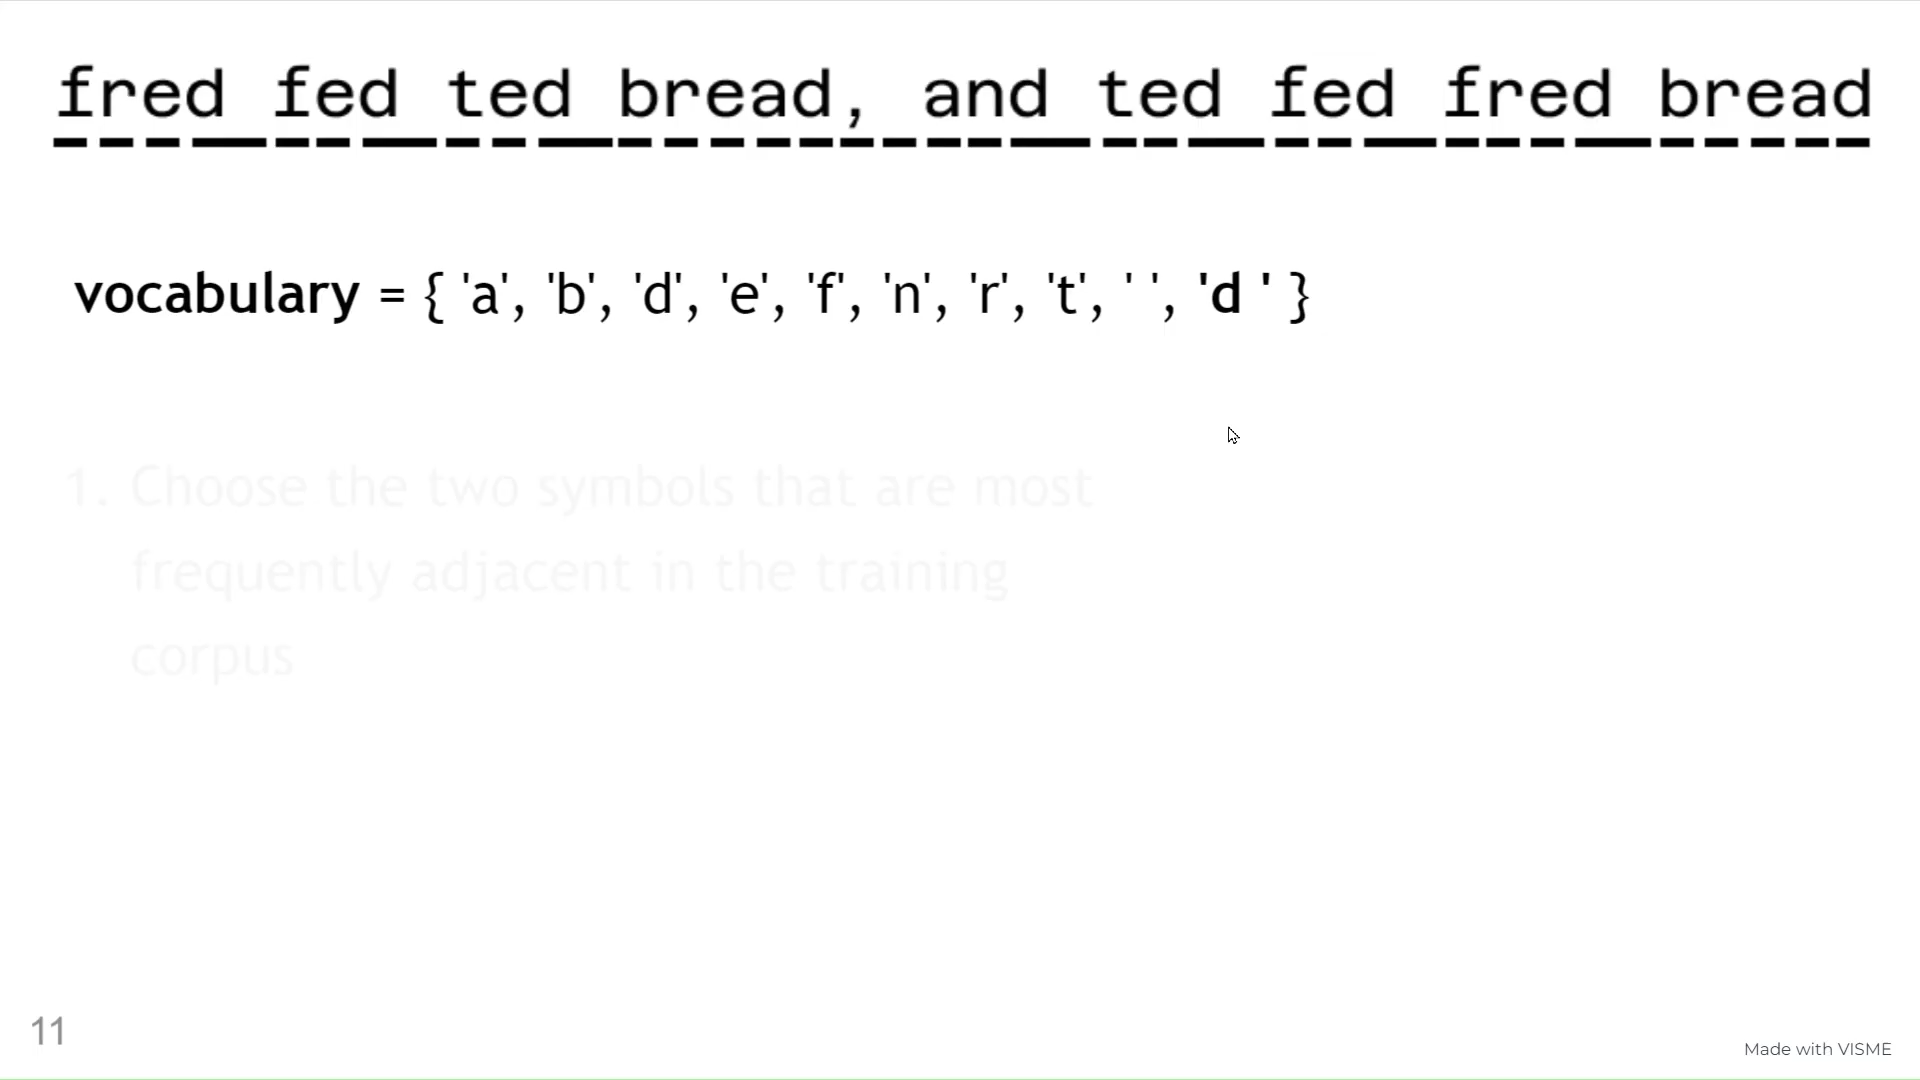 fred fed ted bread, and ted fed fred bread
vocabulary = { 'a', 'b', 'd', 'e', 'f', 'n', 'r', 't', ' ', 'd ' }
1. Choose the two symbols that are most
frequently adjacent in the training
corpus
11
Made with VISME